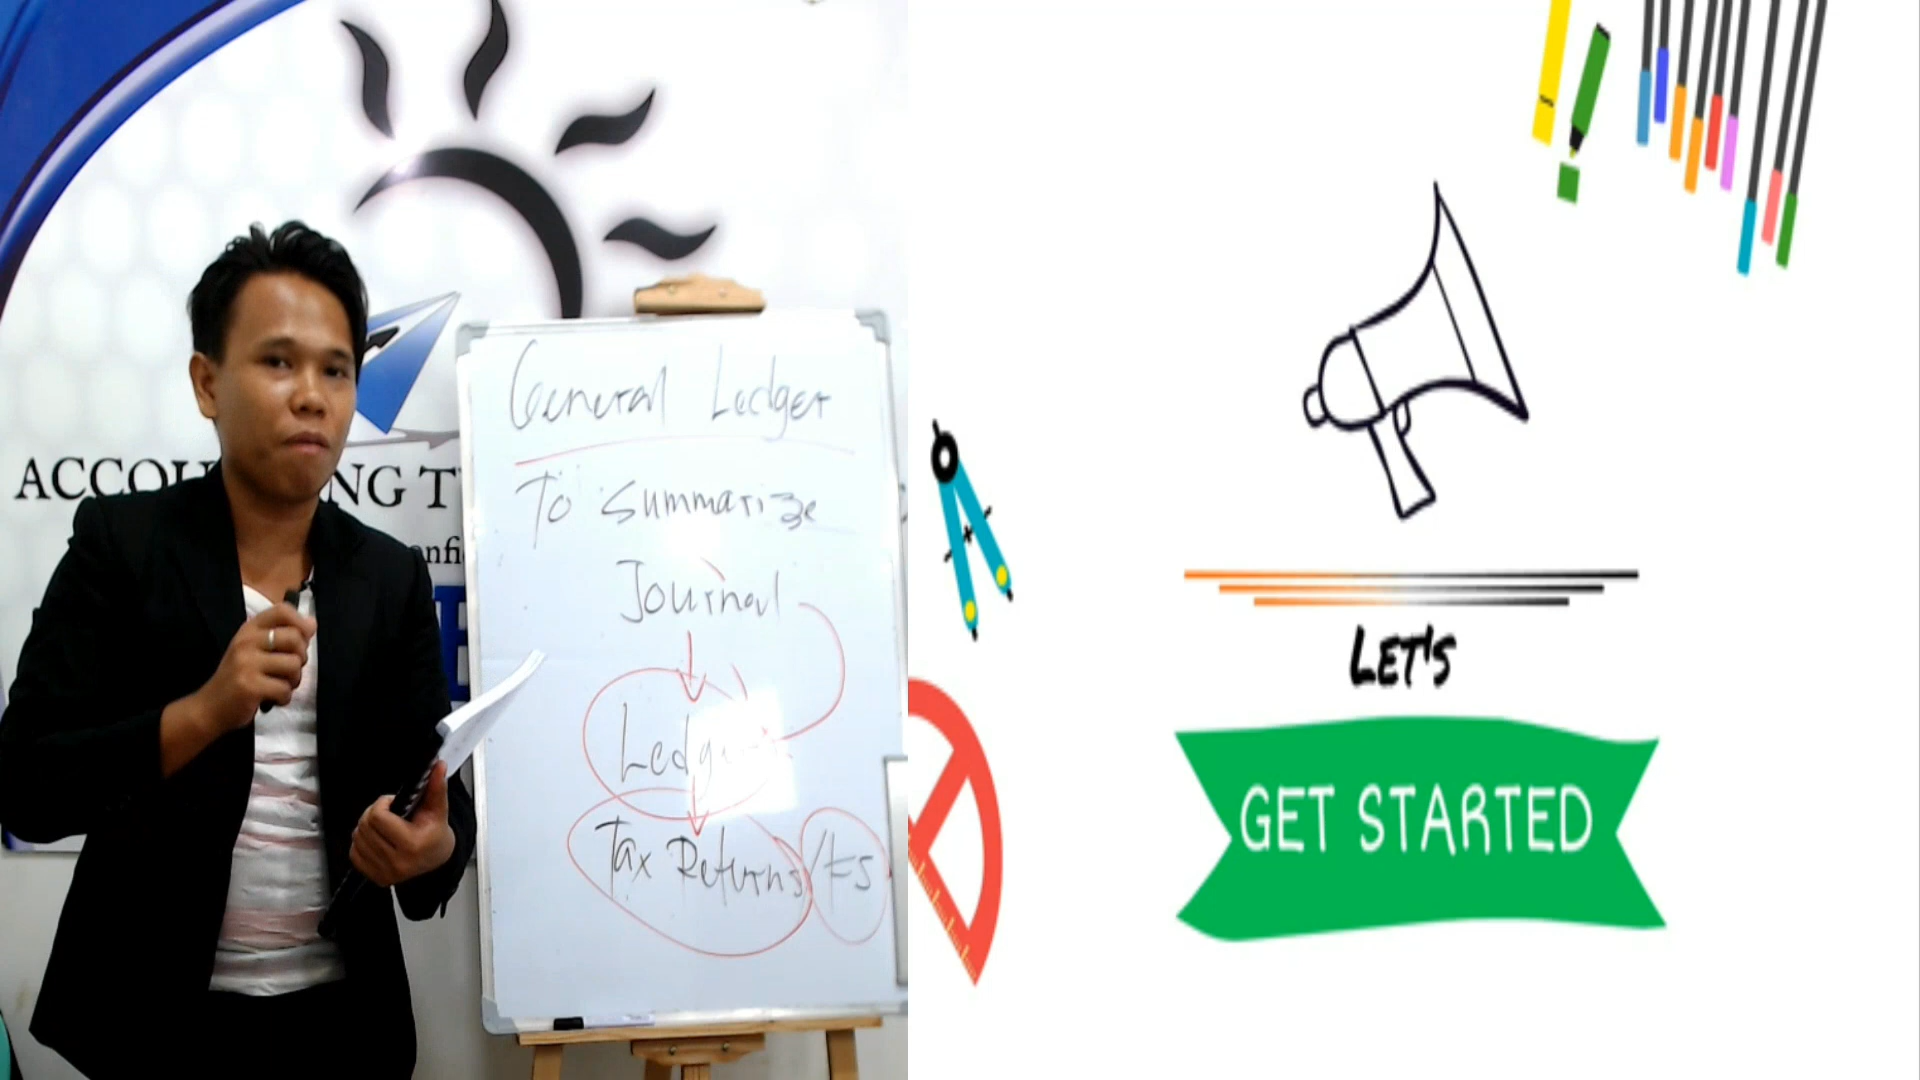 General Ledger
To Summarize
Journal
Ledger
Tax Returns/FS
LET'S
GET STARTED